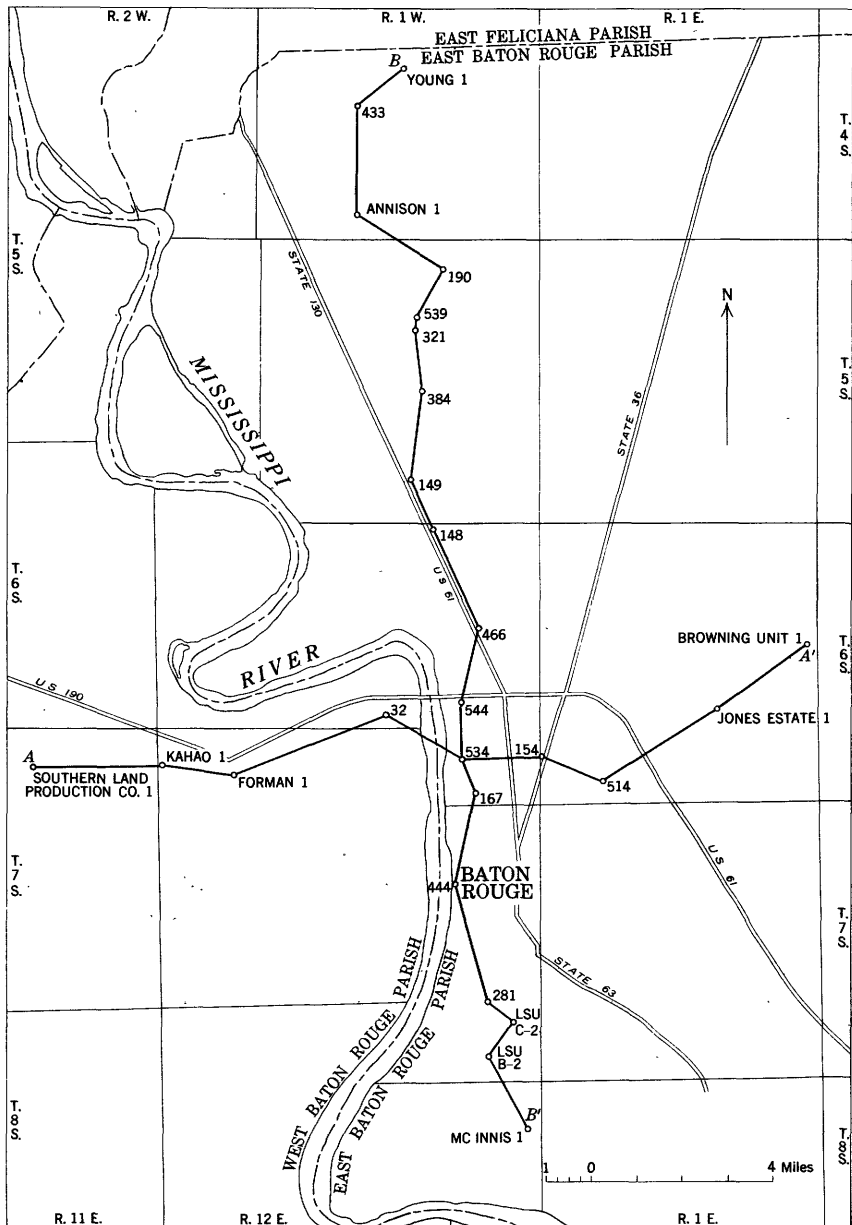 R. 2 W.
R. 1 W.
R. 1 E.
EAST FELICIANA PARISH
EAST BATON ROUGE PARISH
B
YOUNG 1
433
T.
4
S.
ANNISON 1
T.
5
S.
STATE 130
190
539
321
N
T.
5
S.
384
MISSISSIPPI
STATE 36
149
148
T.
6
S.
US 61
466
BROWNING UNIT 1
A'
T.
6
S.
RIVER
US 190
544
32
JONES ESTATE 1
A
KAHAO 1
534
154
SOUTHERN LAND
PRODUCTION CO. 1
FORMAN 1
514
167
T.
7
S.
444
BATON
ROUGE
US 61
T.
7
S.
STATE 63
281
LSU
C-2
LSU
B-2
WEST BATON ROUGE PARISH
EAST BATON ROUGE PARISH
T.
8
S.
B'
MC INNIS 1
T.
8
S.
1 0 4 Miles
R. 11 E.
R. 12 E.
R. 1 E.